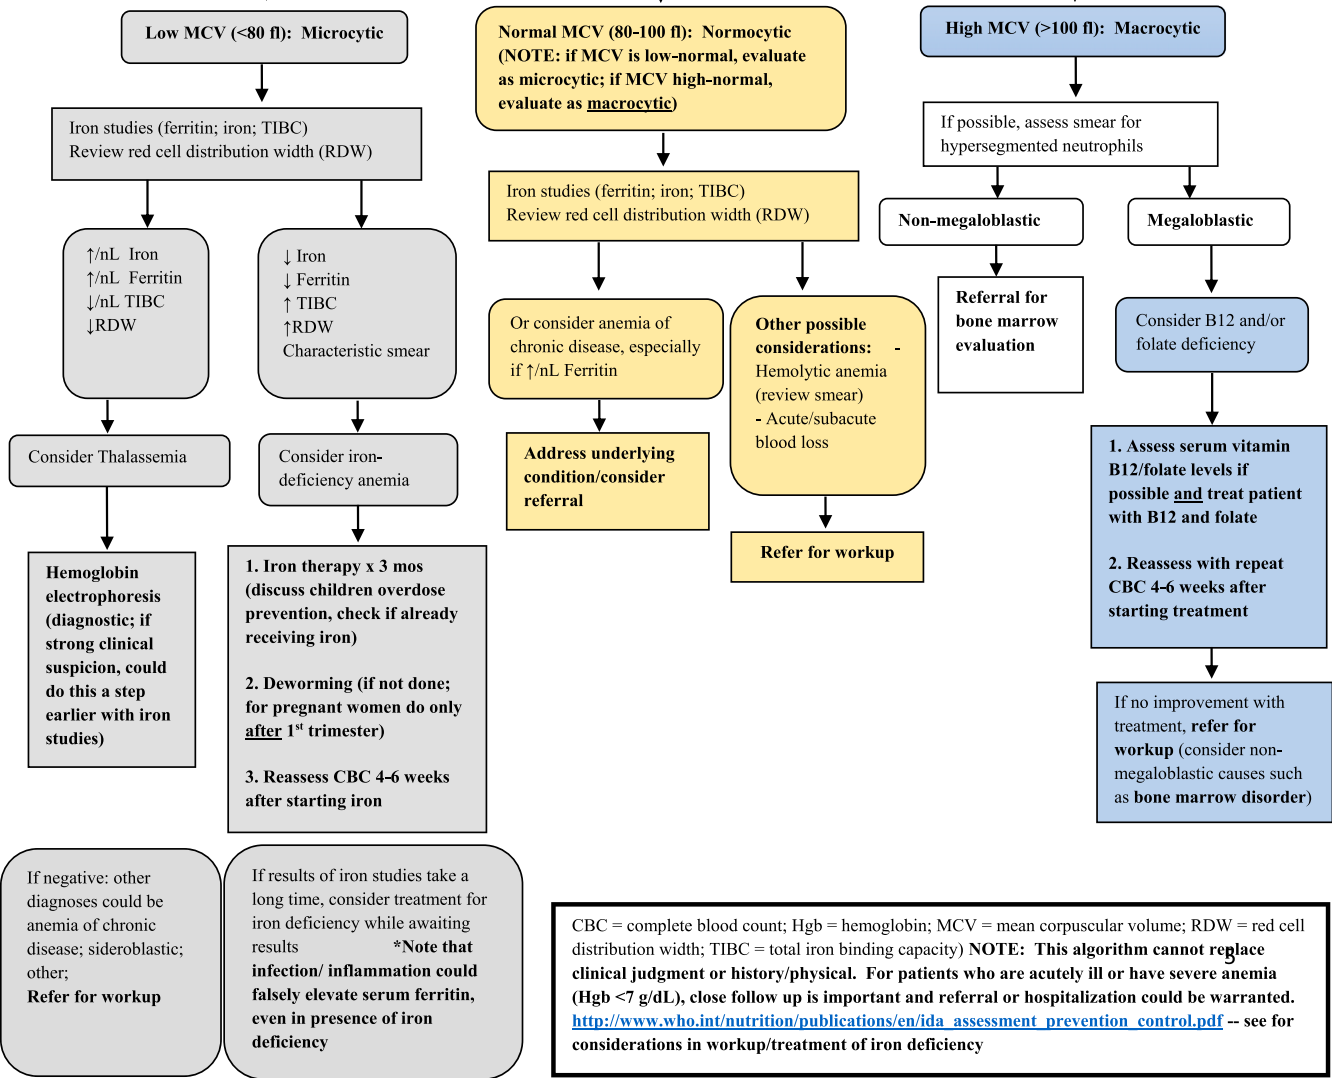 Low MCV (<80 fl):  Microcytic
Iron studies (ferritin; iron; TIBC)
Review red cell distribution width (RDW)
↑/nL  Iron
↑/nL  Ferritin
↓/nL TIBC
↓RDW
↓ Iron
↓ Ferritin
↑ TIBC
↑RDW
Characteristic smear
Consider Thalassemia
Consider iron-
deficiency anemia
Hemoglobin
electrophoresis
(diagnostic; if
strong clinical
suspicion, could
do this a step
earlier with iron
studies)
1. Iron therapy x 3 mos
(discuss children overdose
prevention, check if already
receiving iron)
2. Deworming (if not done;
for pregnant women do only
after 1st trimester)
3. Reassess CBC 4-6 weeks
after starting iron
If negative: other
diagnoses could be
anemia of chronic
disease; sideroblastic;
other;
Refer for workup
If results of iron studies take a
long time, consider treatment for
iron deficiency while awaiting
results *Note that
infection/ inflammation could
falsely elevate serum ferritin,
even in presence of iron
deficiency
Normal MCV (80-100 fl):  Normocytic
(NOTE: if MCV is low-normal, evaluate
as microcytic; if MCV high-normal,
evaluate as macrocytic)
Iron studies (ferritin; iron; TIBC)
Review red cell distribution width (RDW)
Or consider anemia of
chronic disease, especially
if ↑/nL Ferritin
Address underlying
condition/consider
referral
Other possible
considerations: -
Hemolytic anemia
(review smear)
- Acute/subacute
blood loss
Refer for workup
High MCV (>100 fl):  Macrocytic
If possible, assess smear for
hypersegmented neutrophils
Non-megaloblastic
Megaloblastic
Referral for
bone marrow
evaluation
Consider B12 and/or
folate deficiency
1. Assess serum vitamin
B12/folate levels if
possible and treat patient
with B12 and folate
2. Reassess with repeat
CBC 4-6 weeks after
starting treatment
If no improvement with
treatment, refer for
workup (consider non-
megaloblastic causes such
as bone marrow disorder)
CBC = complete blood count; Hgb = hemoglobin; MCV = mean corpuscular volume; RDW = red cell
distribution width; TIBC = total iron binding capacity) NOTE:  This algorithm cannot replace
5
clinical judgment or history/physical.  For patients who are acutely ill or have severe anemia
(Hgb <7 g/dL), close follow up is important and referral or hospitalization could be warranted.
http://www.who.int/nutrition/publications/en/ida_assessment_prevention_control.pdf -- see for
considerations in workup/treatment of iron deficiency